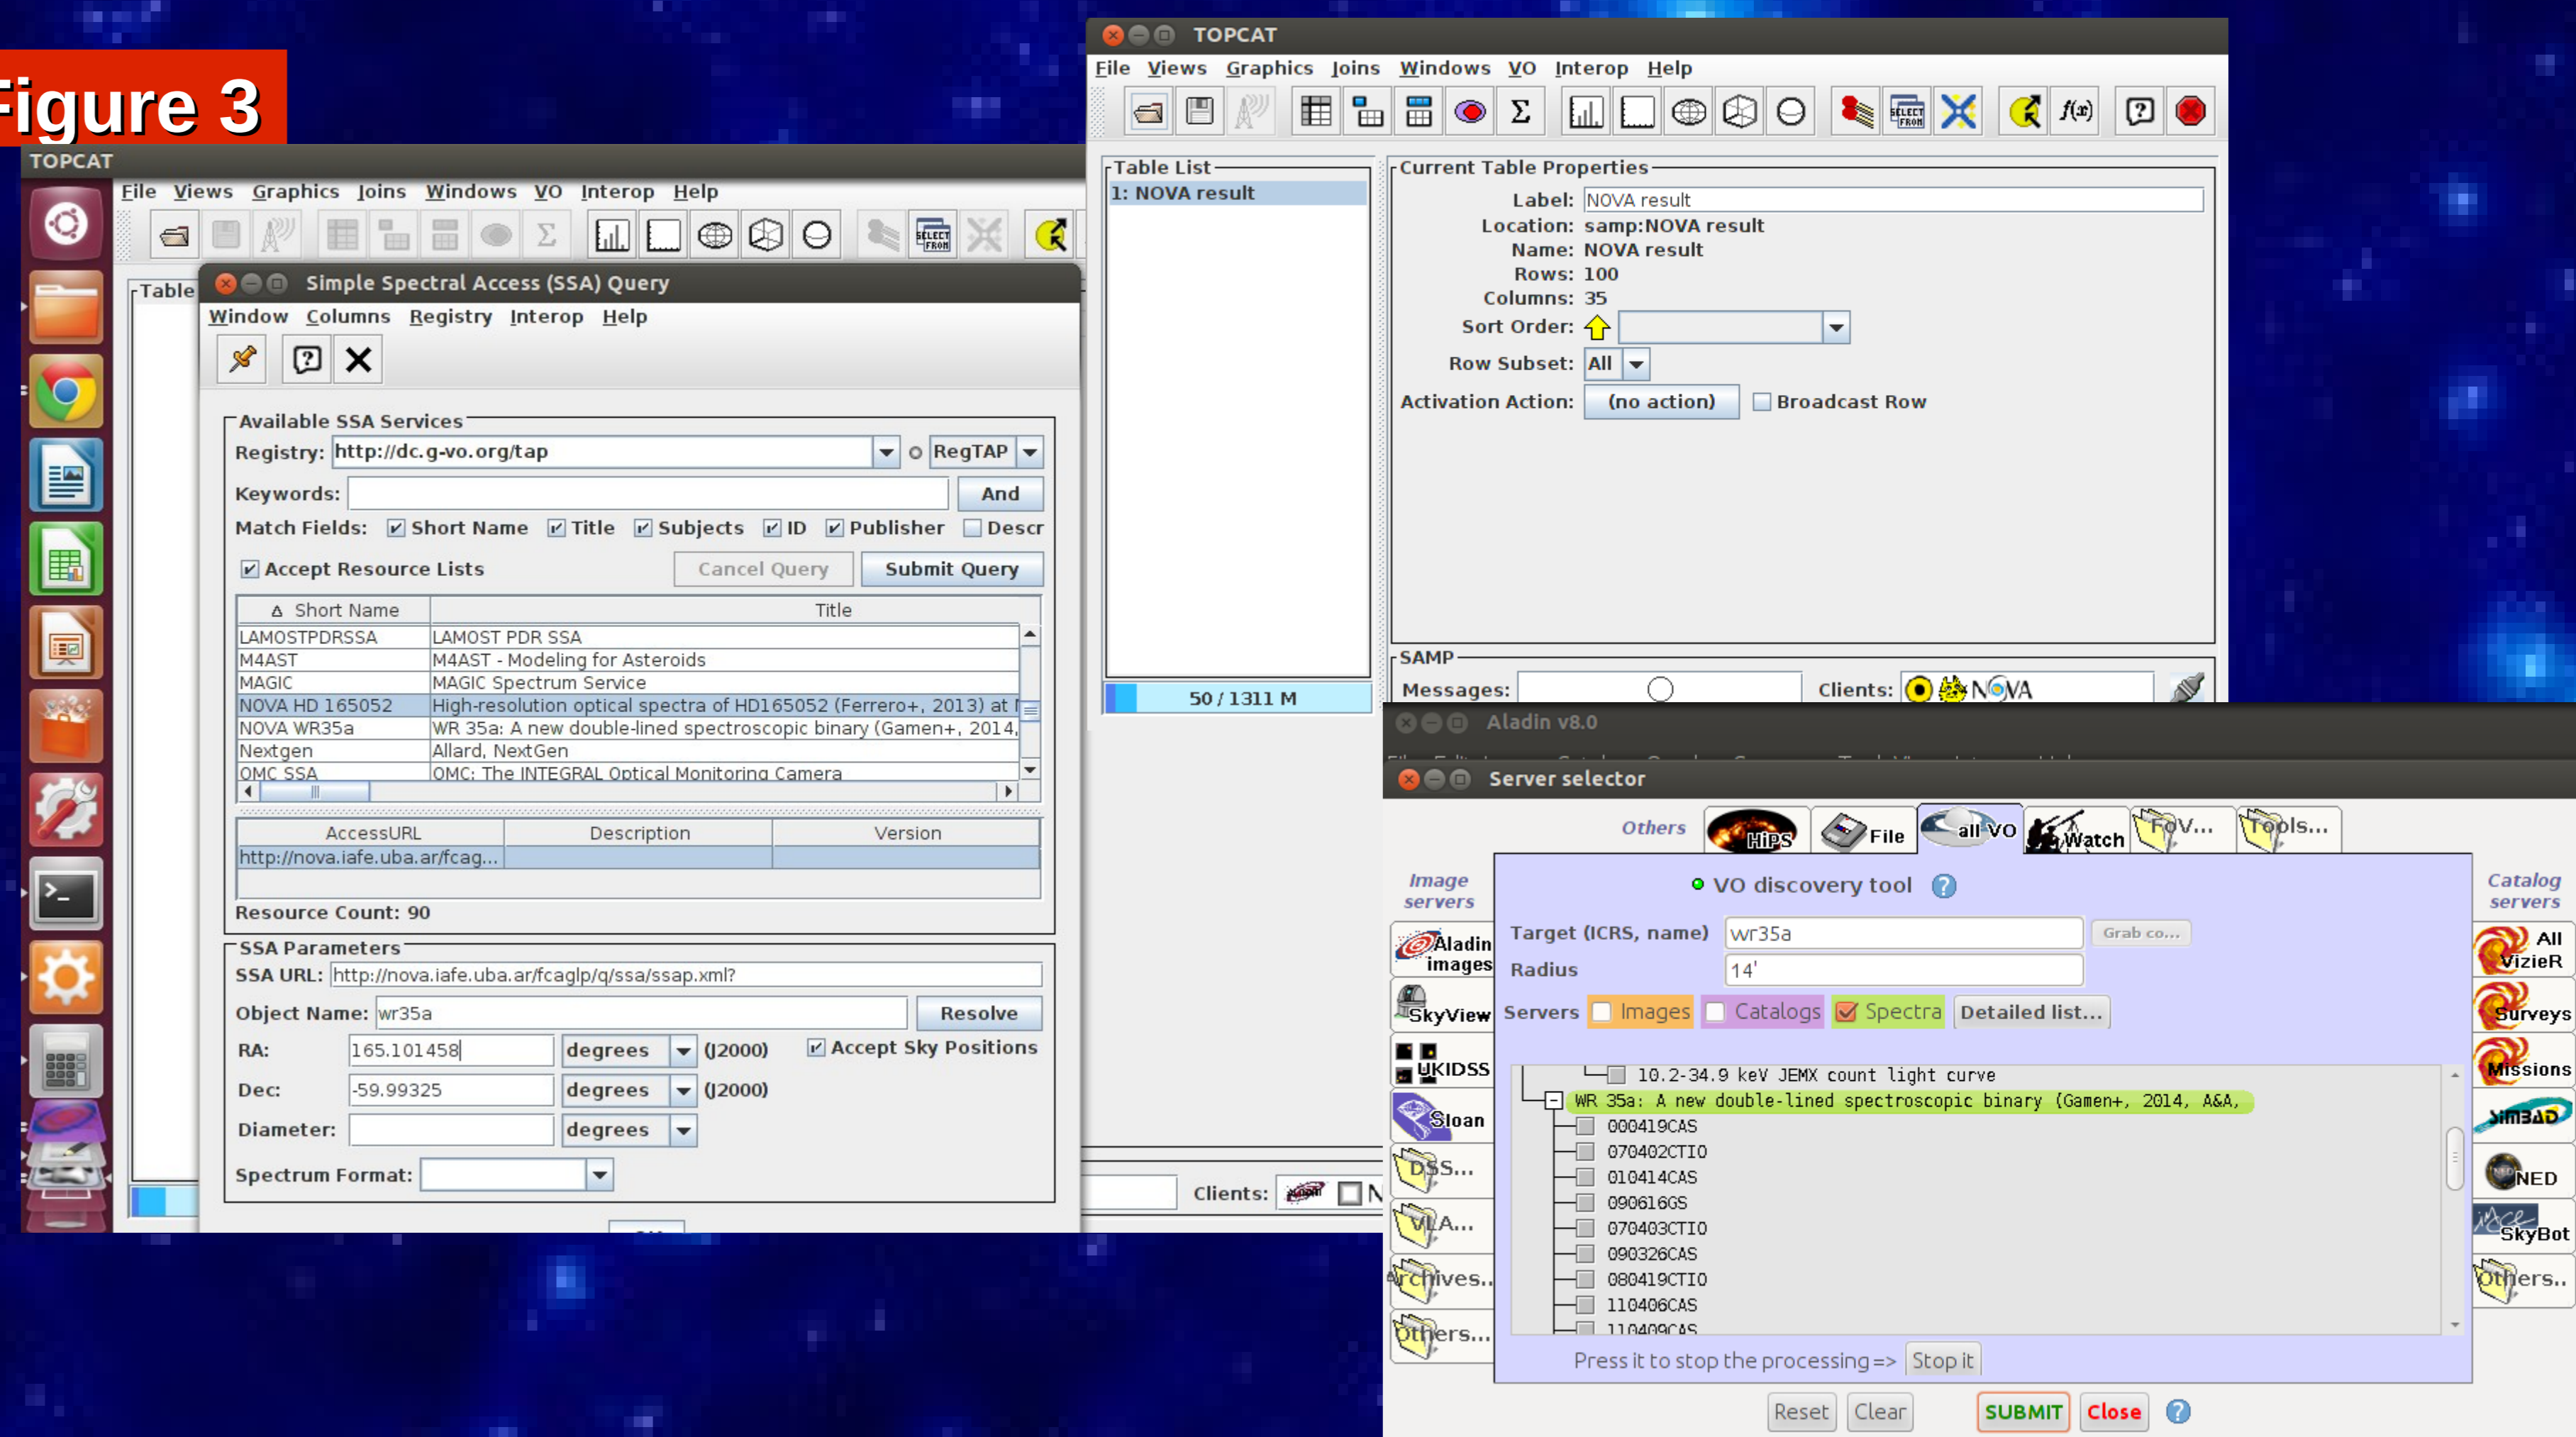 Figure 3
TOPCAT
File Views Graphics Joins Windows VO Interop Help
SELECT FROM
Table
Simple Spectral Access (SSA) Query
Window Columns Registry Interop Help
Available SSA Services
Registry: http://dc.g-vo.org/tap RegTAP
Keywords: And
Match Fields: Short Name Title Subjects ID Publisher Descr
Accept Resource Lists Cancel Query Submit Query
Short Name Title
LAMOSTPDRSSA LAMOST PDR SSA
M4AST M4AST - Modeling for Asteroids
MAGIC MAGIC Spectrum Service
NOVA HD 165052 High-resolution optical spectra of HD165052 (Ferrero+, 2013) at
NOVA WR35a WR 35a: A new double-lined spectroscopic binary (Gamen+, 2014,
Nextgen Allard, NextGen
OMC SSA OMC: The INTEGRAL Optical Monitoring Camera
AccessURL Description Version
http://nova.iafe.uba.ar/fcag...
Resource Count: 90
SSA Parameters
SSA URL: http://nova.iafe.uba.ar/fcaglp/q/ssa/ssap.xml?
Object Name: wr35a Resolve
RA: 165.101458 degrees (J2000) Accept Sky Positions
Dec: -59.99325 degrees (J2000)
Diameter: degrees
Spectrum Format:
Clients: N
TOPCAT
File Views Graphics Joins Windows VO Interop Help
Σ SELECT FROM f(x) ?
Table List
1: NOVA result
50 / 1311 M
Current Table Properties
Label: NOVA result
Location: samp:NOVA result
Name: NOVA result
Rows: 100
Columns: 35
Sort Order:
Row Subset: All
Activation Action: (no action) Broadcast Row
SAMP
Messages: Clients: NOVA
Aladin v8.0
Server selector
Others HiPS File all VO Watch FoV... Tools...
Image servers
Aladin images
SkyView
UKIDSS
Sloan
DSS...
VLA...
Archives..
Others...
VO discovery tool ?
Target (ICRS, name) wr35a Grab co...
Radius 14'
Servers Images Catalogs Spectra Detailed list...
10.2-34.9 keV JEMX count light curve
WR 35a: A new double-lined spectroscopic binary (Gamen+, 2014, A&A,
000419CAS
070402CTIO
010414CAS
090616GS
070403CTIO
090326CAS
080419CTIO
110406CAS
110409CAS
Press it to stop the processing => Stop it
Reset Clear SUBMIT Close ?
Catalog servers
All VizieR
Surveys
Missions
SIMBAD
NED
SkyBot
Others..